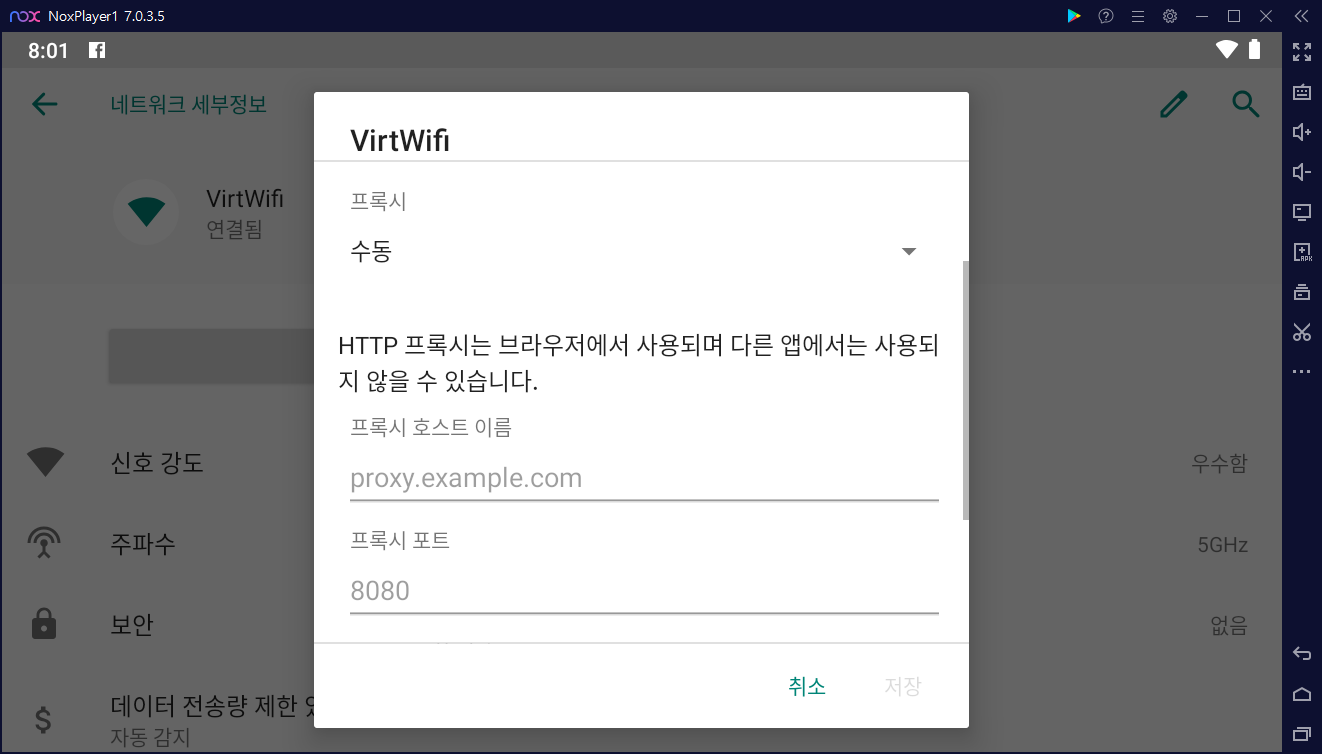 nox NoxPlayer1 7.0.3.5
8:01
네트워크 세부정보
VirtWifi
연결됨
VirtWifi
프록시
수동
HTTP 프록시는 브라우저에서 사용되며 다른 앱에서는 사용되
지 않을 수 있습니다.
프록시 호스트 이름
proxy.example.com
프록시 포트
8080
취소 저장
신호 강도 우수함
주파수 5GHz
보안 없음
데이터 전송량 제한
자동 감지